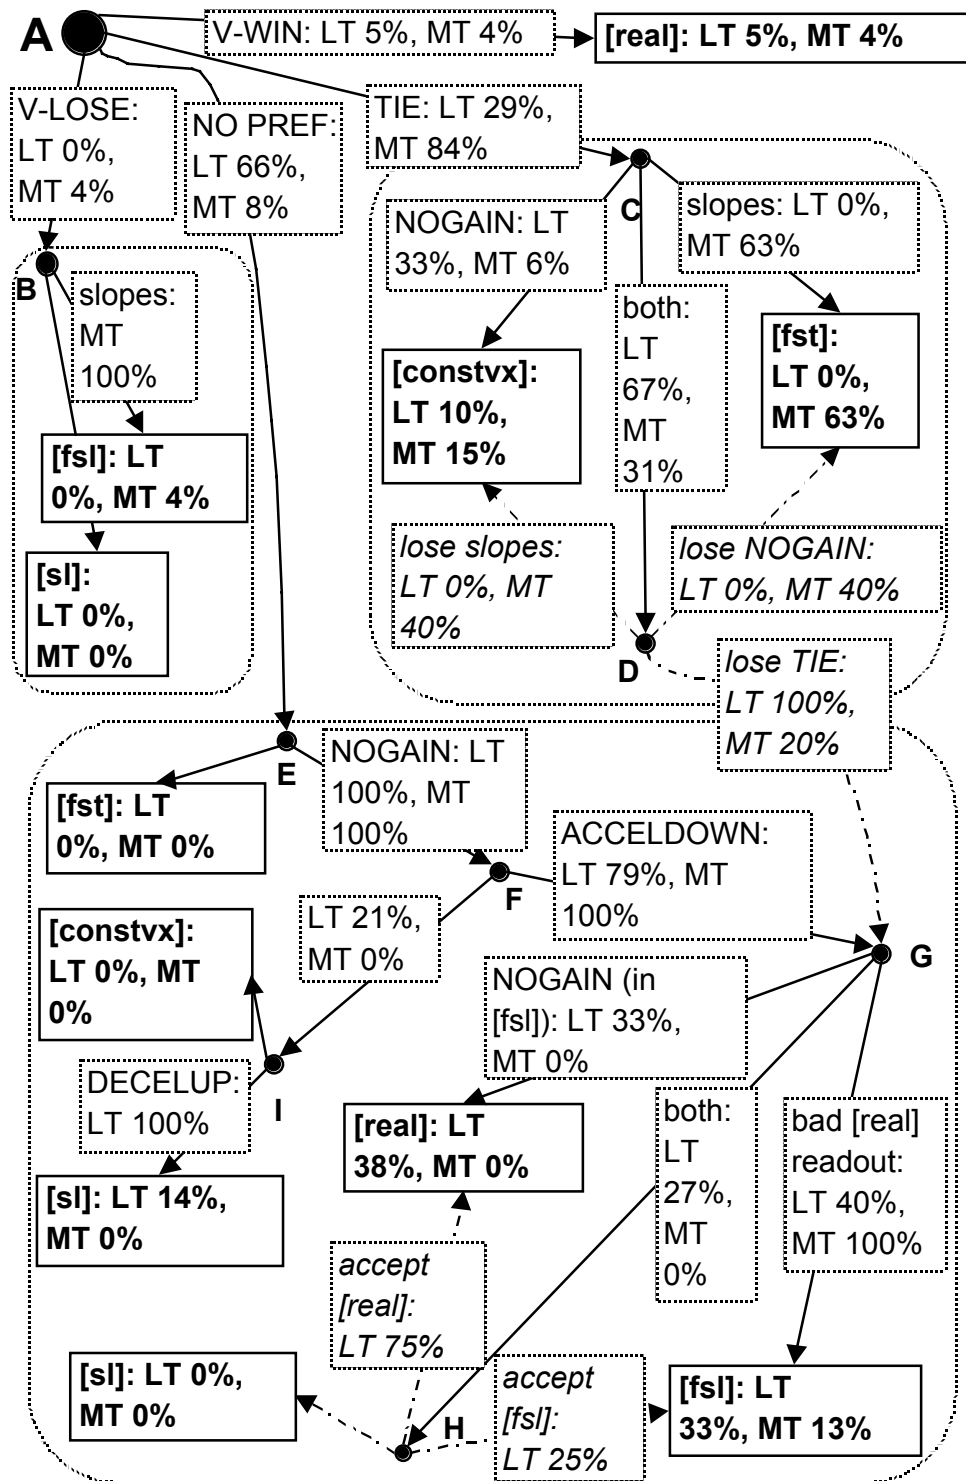 A
V-WIN: LT 5%, MT 4%
[real]: LT 5%, MT 4%
V-LOSE:
LT 0%,
MT 4%
NO PREF:
LT 66%,
MT 8%
TIE: LT 29%,
MT 84%
C
NOGAIN: LT
33%, MT 6%
slopes: LT 0%,
MT 63%
B
slopes:
MT
100%
both:
LT
67%,
MT
31%
[constvx]:
LT 10%,
MT 15%
[fst]:
LT 0%,
MT 63%
[fsl]: LT
0%, MT 4%
[sl]:
LT 0%,
MT 0%
lose slopes:
LT 0%, MT
40%
lose NOGAIN:
LT 0%, MT 40%
D
lose TIE:
LT 100%,
MT 20%
E
NOGAIN: LT
100%, MT
100%
[fst]: LT
0%, MT 0%
F
ACCELDOWN:
LT 79%, MT
100%
LT 21%,
MT 0%
[constvx]:
LT 0%, MT
0%
G
NOGAIN (in
[fsl]): LT 33%,
MT 0%
I
DECELUP:
LT 100%
[real]: LT
38%, MT 0%
both:
LT
27%,
MT
0%
bad [real]
readout:
LT 40%,
MT 100%
[sl]: LT 14%,
MT 0%
accept
[real]:
LT 75%
[sl]: LT 0%,
MT 0%
H
accept
[fsl]:
LT 25%
[fsl]: LT
33%, MT 13%